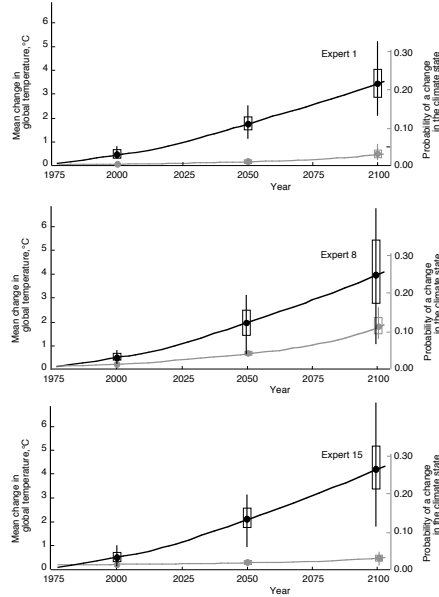 Mean change in
global temperature,°C
6
5
4
3
2
1
0
Expert 1
0.30
0.20
0.10
0.00
Probability of a change
in the climate state
1975 2000 2025 2050 2075 2100
Year
Mean change in
global temperature,°C
6
5
4
3
2
1
0
Expert 8
0.30
0.20
0.10
0.00
Probability of a change
in the climate state
1975 2000 2025 2050 2075 2100
Year
Mean change in
global temperature,°C
6
5
4
3
2
1
0
Expert 15
0.30
0.20
0.10
0.00
Probability of a change
in the climate state
1975 2000 2025 2050 2075 2100
Year